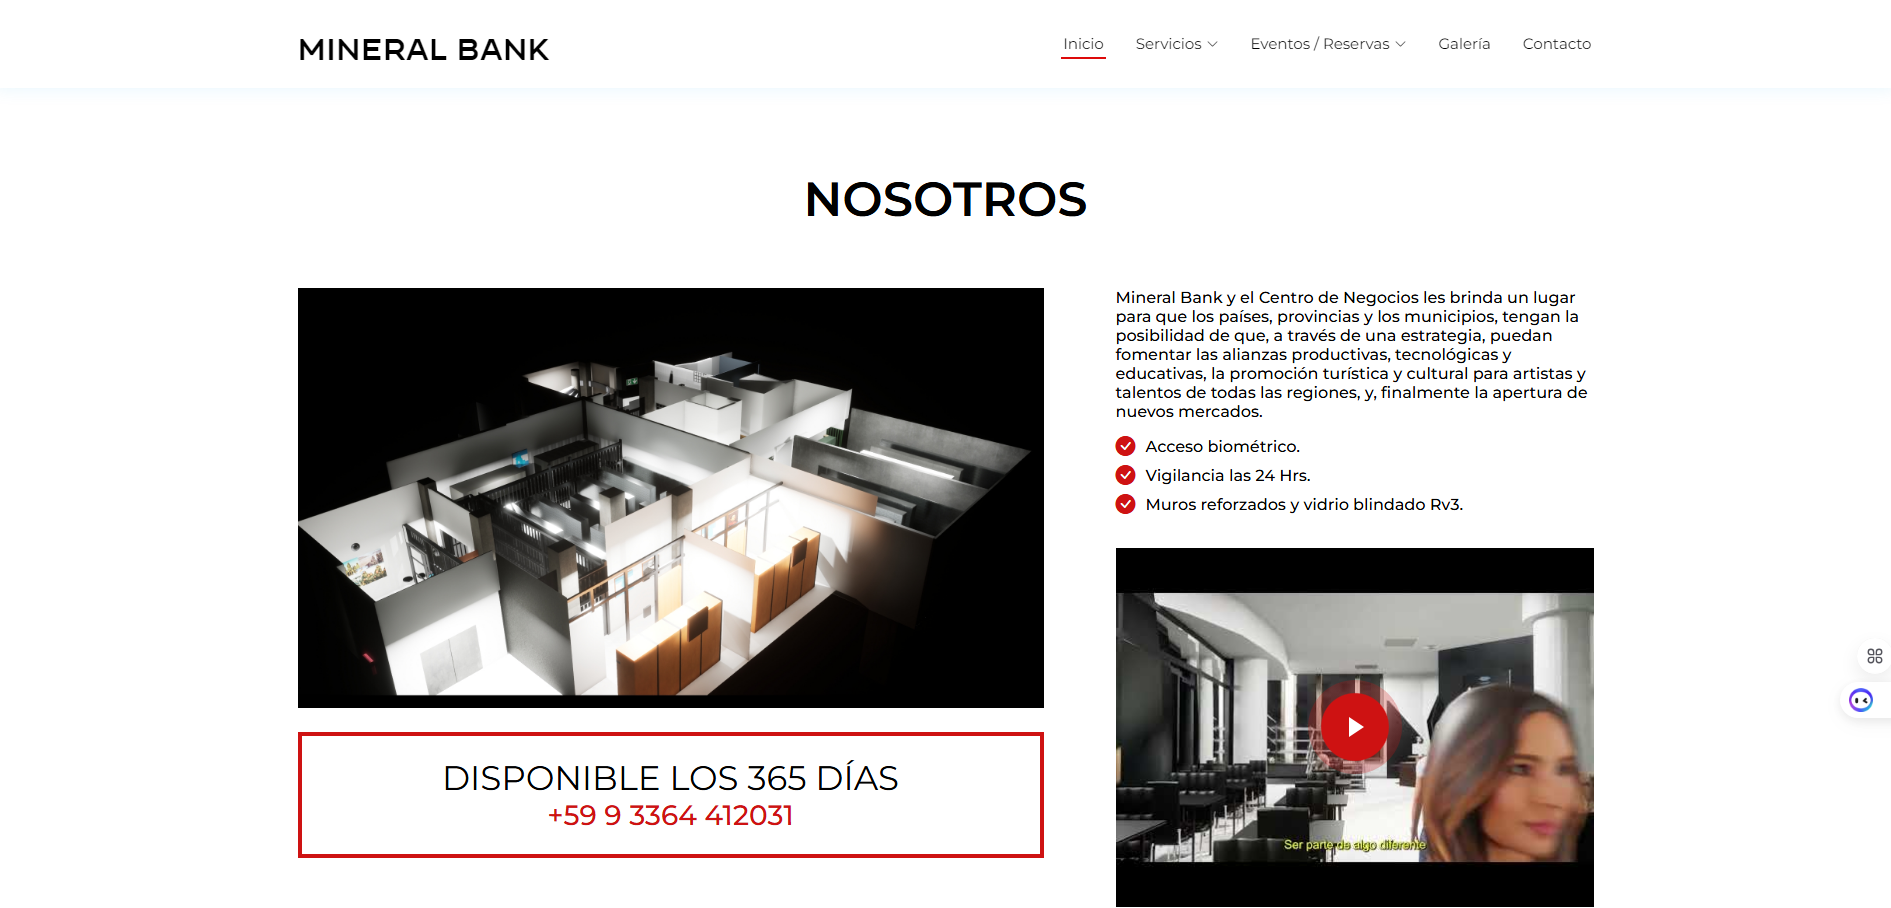 MINERAL BANK
Inicio
Servicios
Eventos / Reservas
Galería
Contacto
NOSOTROS
Mineral Bank y el Centro de Negocios les brinda un lugar
para que los países, provincias y los municipios, tengan la
posibilidad de que, a través de una estrategia, puedan
fomentar las alianzas productivas, tecnológicas y
educativas, la promoción turística y cultural para artistas y
talentos de todas las regiones, y, finalmente la apertura de
nuevos mercados.
Acceso biométrico.
Vigilancia las 24 Hrs.
Muros reforzados y vidrio blindado Rv3.
DISPONIBLE LOS 365 DÍAS
+59 9 3364 412031
Ser parte de algo diferente